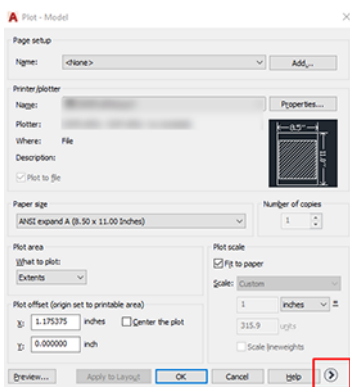 Plot - Model
Page setup
Name: <None> Add...
Printer/plotter
Name: Properties...
Plotter:
Where: File
Description:
Plot to file
8.5"
11.0"
Paper size
ANSI expand A (8.50 x 11.00 Inches)
Number of copies
1
Plot area
What to plot:
Extents
Plot scale
Fit to paper
Scale: Custom
1 inches =
315.9 units
Scale lineweights
Plot offset (origin set to printable area)
X: 1.175375 inches Center the plot
Y: 0.000000 inch
Preview... Apply to Layout OK Cancel Help